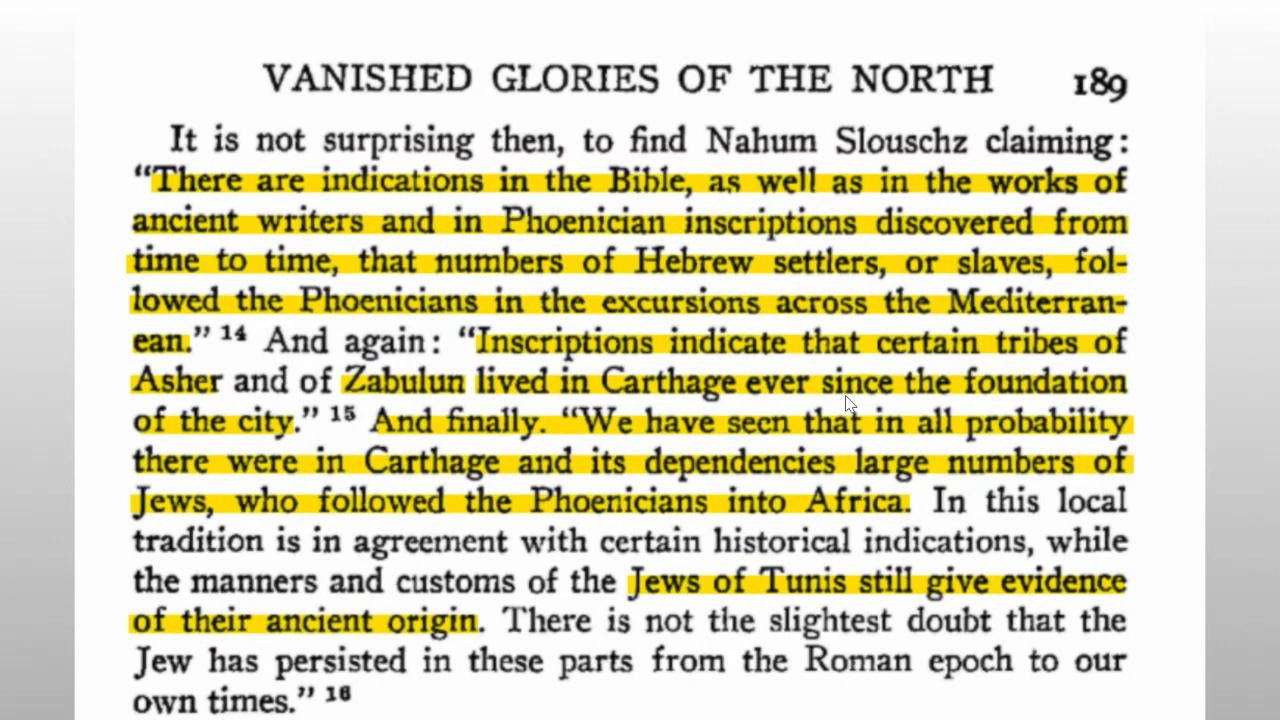 VANISHED GLORIES OF THE NORTH 189
It is not surprising then, to find Nahum Slouschz claiming:
“There are indications in the Bible, as well as in the works of
ancient writers and in Phoenician inscriptions discovered from
time to time, that numbers of Hebrew settlers, or slaves, fol-
lowed the Phoenicians in the excursions across the Mediterran-
ean.” 14 And again: “Inscriptions indicate that certain tribes of
Asher and of Zabulun lived in Carthage ever since the foundation
of the city.” 15 And finally. “We have seen that in all probability
there were in Carthage and its dependencies large numbers of
Jews, who followed the Phoenicians into Africa. In this local
tradition is in agreement with certain historical indications, while
the manners and customs of the Jews of Tunis still give evidence
of their ancient origin. There is not the slightest doubt that the
Jew has persisted in these parts from the Roman epoch to our
own times.” 16